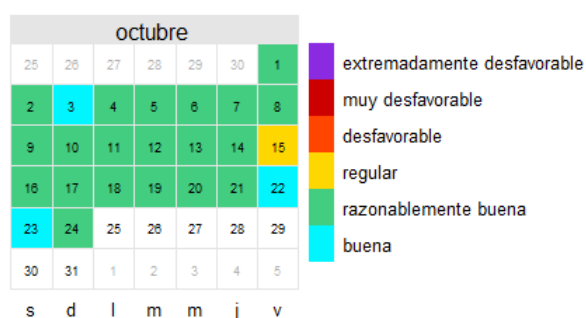 octubre
25 26 27 28 29 30 1
2 3 4 5 6 7 8
9 10 11 12 13 14 15
16 17 18 19 20 21 22
23 24 25 26 27 28 29
30 31 1 2 3 4 5
s d l m m j v
extremadamente desfavorable
muy desfavorable
desfavorable
regular
razonablemente buena
buena